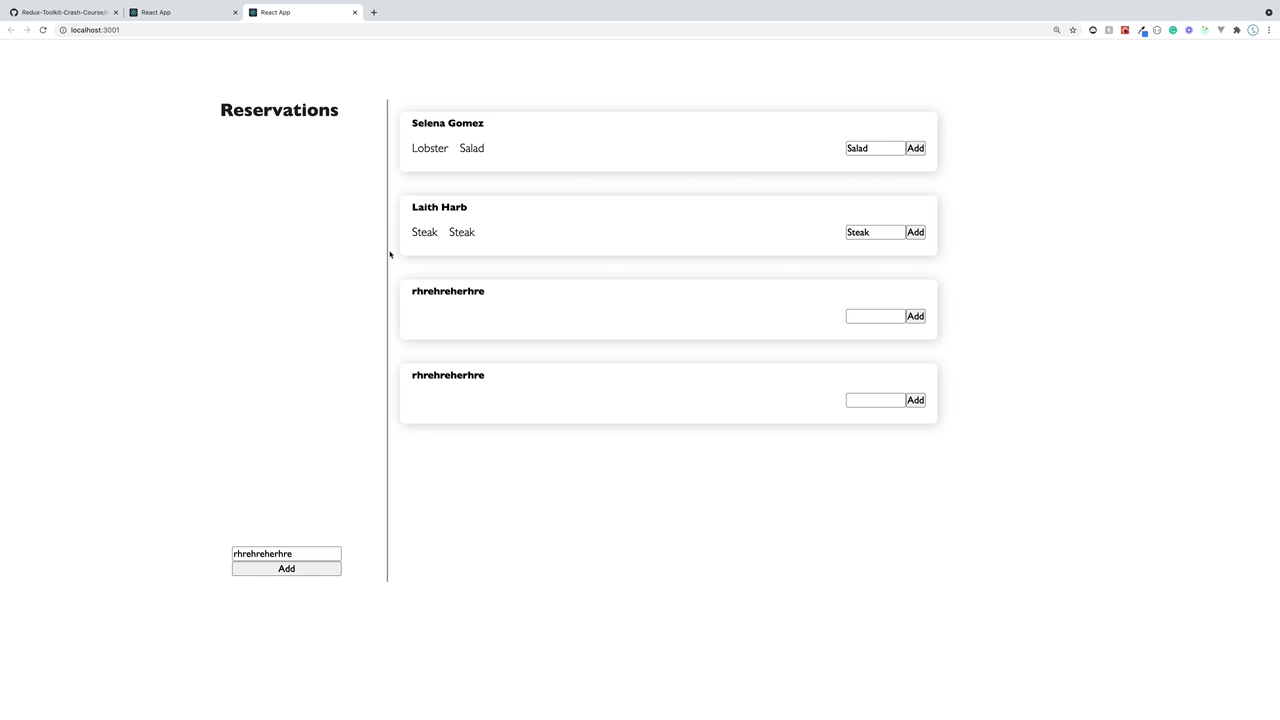 Redux-Toolkit-Crash-Course/
React App
React App
localhost:3001
Reservations
Selena Gomez
Lobster Salad
Salad Add
Laith Harb
Steak Steak
Steak Add
rhrehreherhre
Add
rhrehreherhre
Add
rhrehreherhre
Add